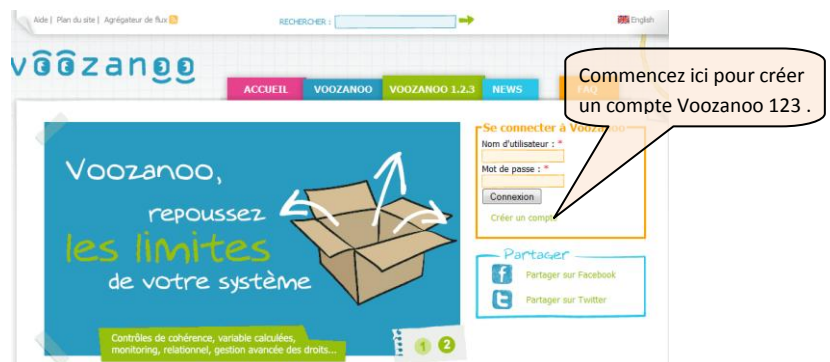 Aide | Plan du site | Agrégateur de flux
RECHERCHER :
English
voozanoo
ACCUEIL VOOZANOO VOOZANOO 1.2.3 NEWS FAQ
Commencez ici pour créer
un compte Voozanoo 123 .
Voozanoo,
repoussez
les limites
de votre système
Contrôles de cohérence, variable calculées,
monitoring, relationnel, gestion avancée des droits...
1 2
Se connecter à Voozanoo
Nom d'utilisateur : *
Mot de passe : *
Connexion
Créer un compte
Partager
Partager sur Facebook
Partager sur Twitter